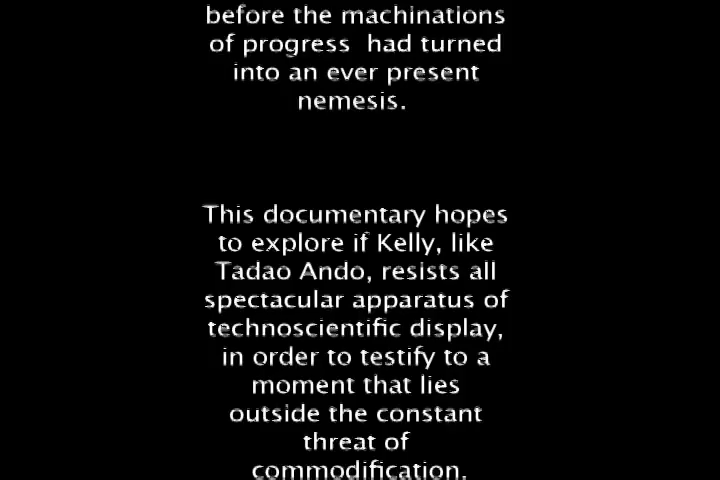 before the machinations
of progress had turned
into an ever present
nemesis.
This documentary hopes
to explore if Kelly, like
Tadao Ando, resists all
spectacular apparatus of
technoscientific display,
in order to testify to a
moment that lies
outside the constant
threat of
commodification.